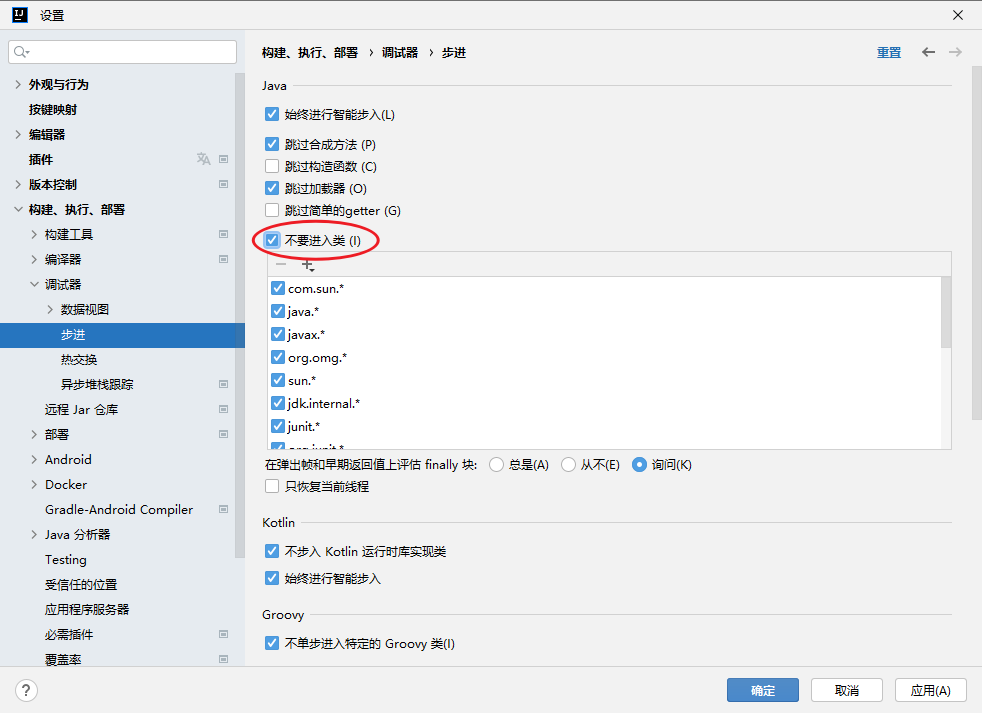 IJ 设置
外观与行为
按键映射
编辑器
插件
版本控制
构建、执行、部署
构建工具
编译器
调试器
数据视图
步进
热交换
异步堆栈跟踪
远程 Jar 仓库
部署
Android
Docker
Gradle-Android Compiler
Java 分析器
Testing
受信任的位置
应用程序服务器
必需插件
覆盖率
构建、执行、部署 › 调试器 › 步进
重置
Java
始终进行智能步入(L)
跳过合成方法 (P)
跳过构造函数 (C)
跳过加载器 (O)
跳过简单的getter (G)
不要进入类 (I)
com.sun.*
java.*
javax.*
org.omg.*
sun.*
jdk.internal.*
junit.*
org.junit.*
在弹出帧和早期返回值上评估 finally 块: 总是(A) 从不(E) 询问(K)
只恢复当前线程
Kotlin
不步入 Kotlin 运行时库实现类
始终进行智能步入
Groovy
不单步进入特定的 Groovy 类(I)
?
确定
取消
应用(A)